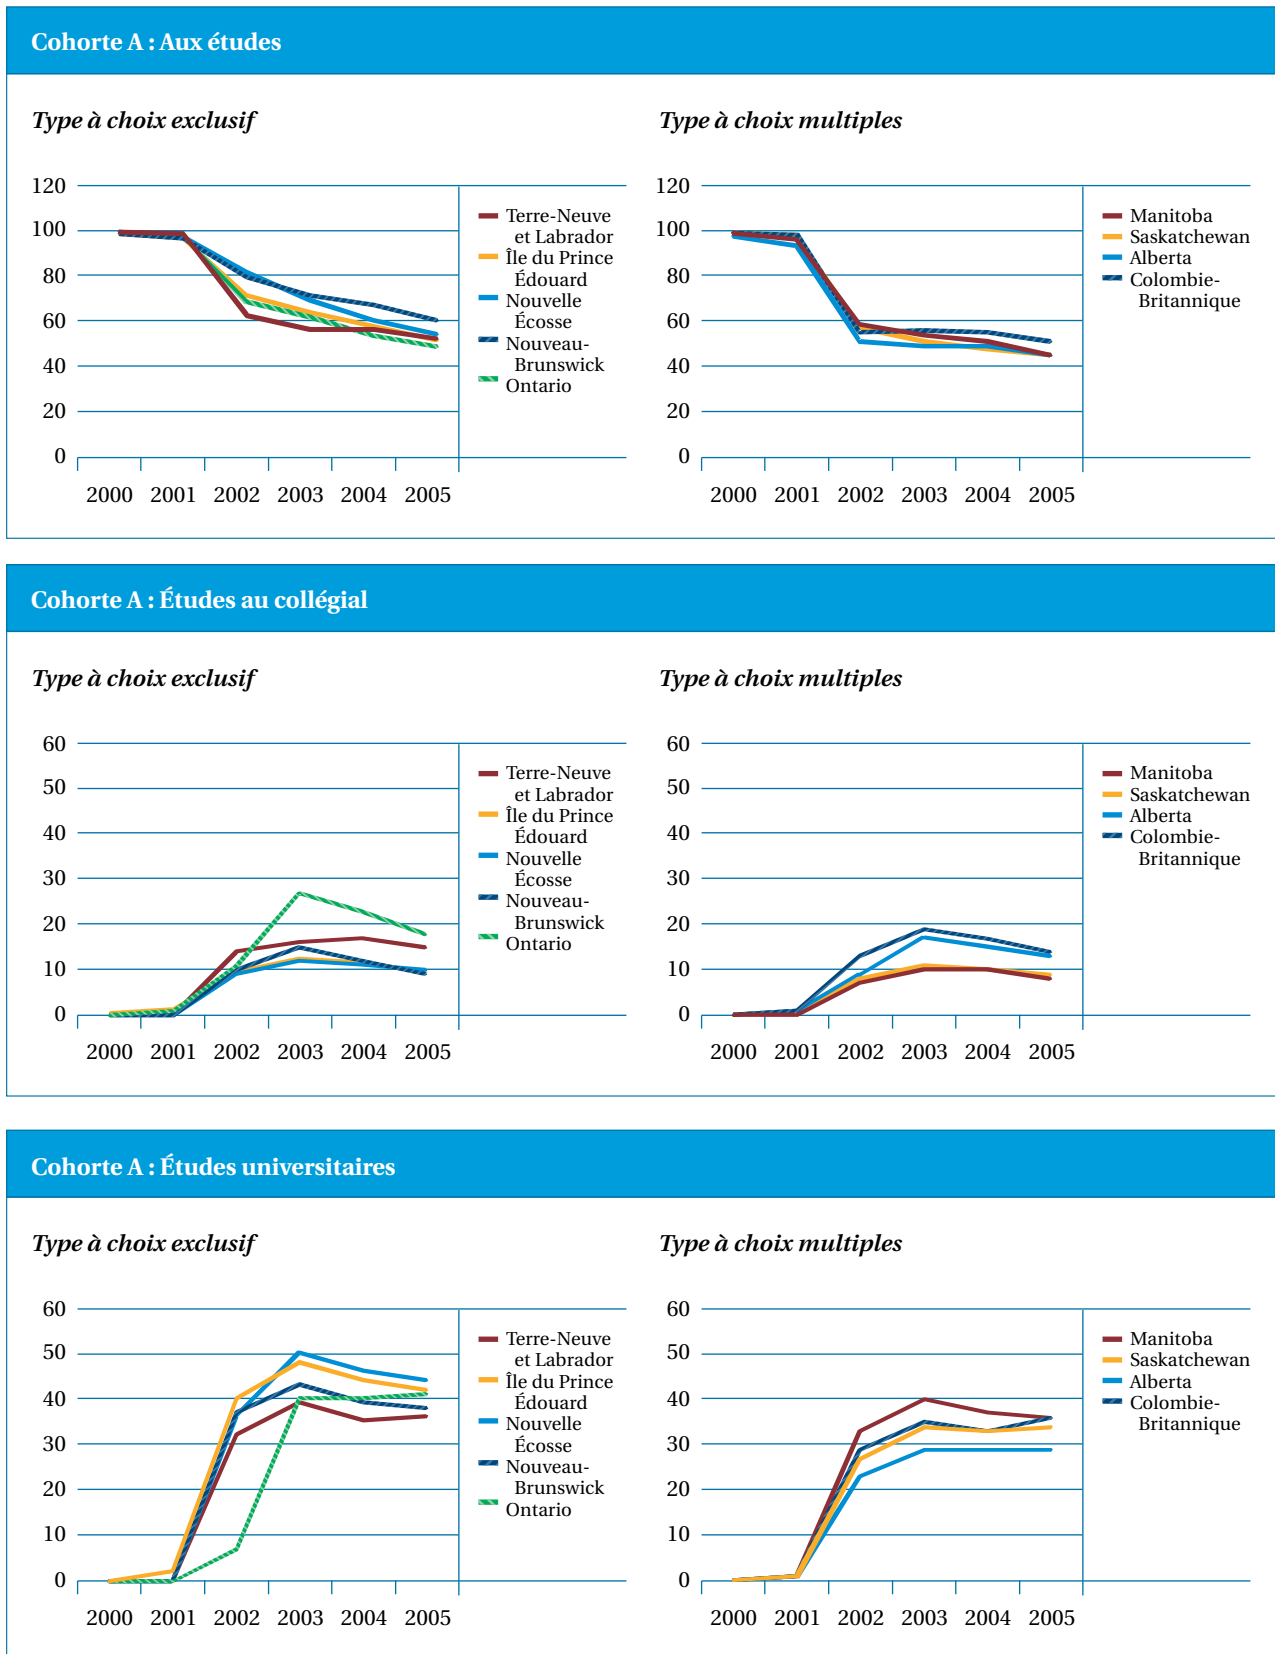 Cohorte A : Aux études
Type à choix exclusif
120
100
80
60
40
20
0
2000 2001 2002 2003 2004 2005
Terre-Neuve
et Labrador
Île du Prince
Édouard
Nouvelle
Écosse
Nouveau-
Brunswick
Ontario
Type à choix multiples
120
100
80
60
40
20
0
2000 2001 2002 2003 2004 2005
Manitoba
Saskatchewan
Alberta
Colombie-
Britannique
Cohorte A : Études au collégial
Type à choix exclusif
60
50
40
30
20
10
0
2000 2001 2002 2003 2004 2005
Terre-Neuve
et Labrador
Île du Prince
Édouard
Nouvelle
Écosse
Nouveau-
Brunswick
Ontario
Type à choix multiples
60
50
40
30
20
10
0
2000 2001 2002 2003 2004 2005
Manitoba
Saskatchewan
Alberta
Colombie-
Britannique
Cohorte A : Études universitaires
Type à choix exclusif
60
50
40
30
20
10
0
2000 2001 2002 2003 2004 2005
Terre-Neuve
et Labrador
Île du Prince
Édouard
Nouvelle
Écosse
Nouveau-
Brunswick
Ontario
Type à choix multiples
60
50
40
30
20
10
0
2000 2001 2002 2003 2004 2005
Manitoba
Saskatchewan
Alberta
Colombie-
Britannique